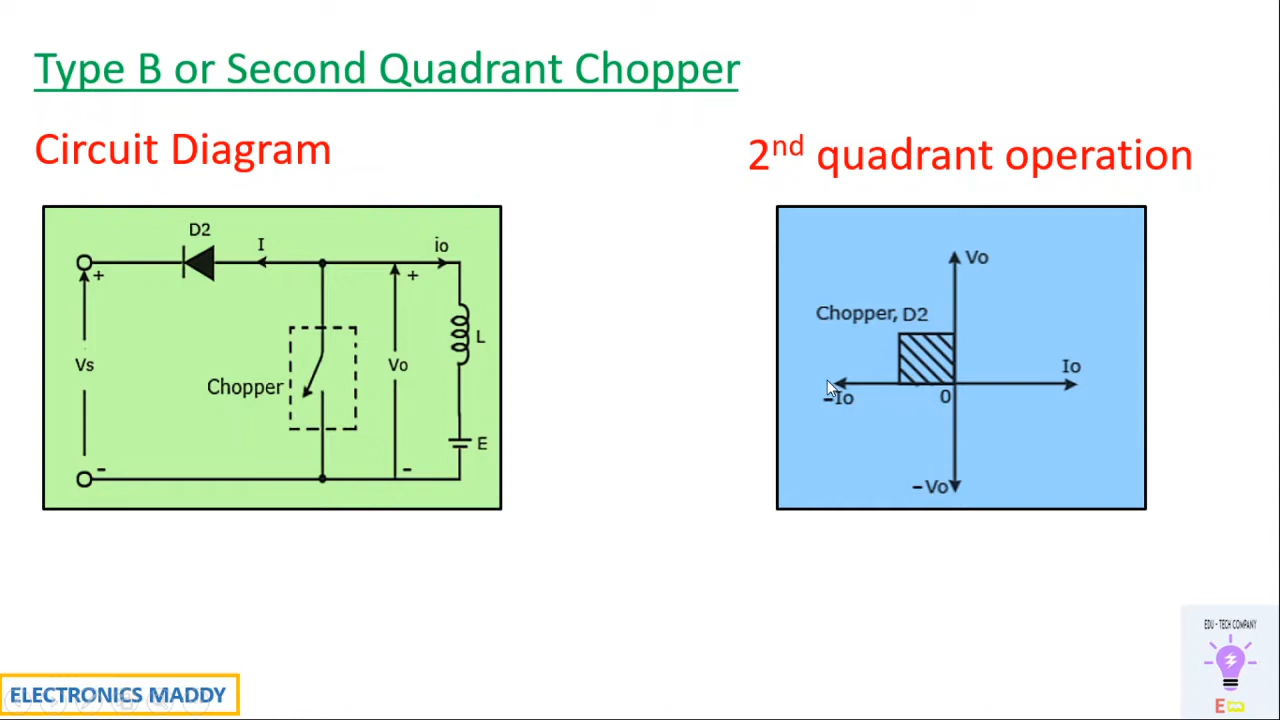 Type B or Second Quadrant Chopper
Circuit Diagram
2nd quadrant operation
D2
I
io
+
+
Vs
Chopper
Vo
L
E
-
-
Vo
Chopper, D2
Io
-Io
0
-Vo
EDU - TECH COMPANY
E
ELECTRONICS MADDY